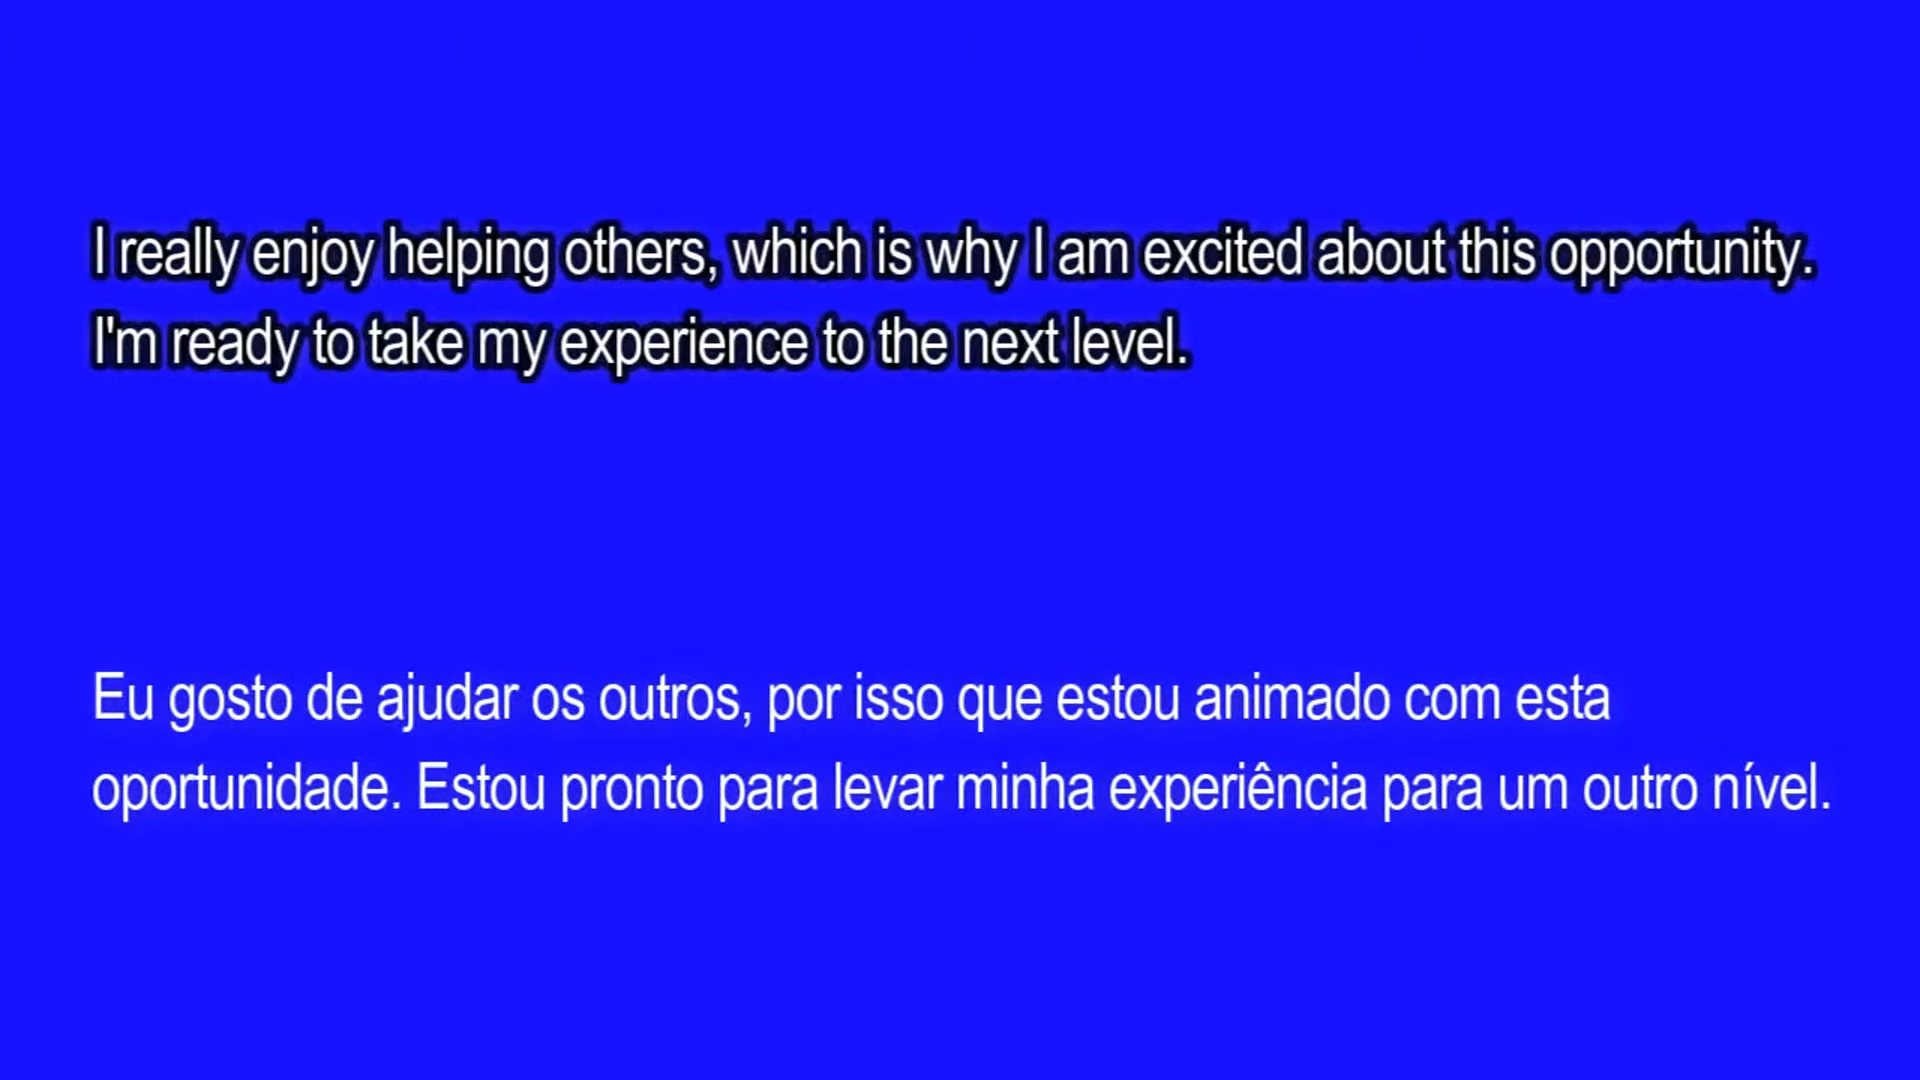 I really enjoy helping others, which is why I am excited about this opportunity.
I'm ready to take my experience to the next level.
Eu gosto de ajudar os outros, por isso que estou animado com esta
oportunidade. Estou pronto para levar minha experiência para um outro nível.